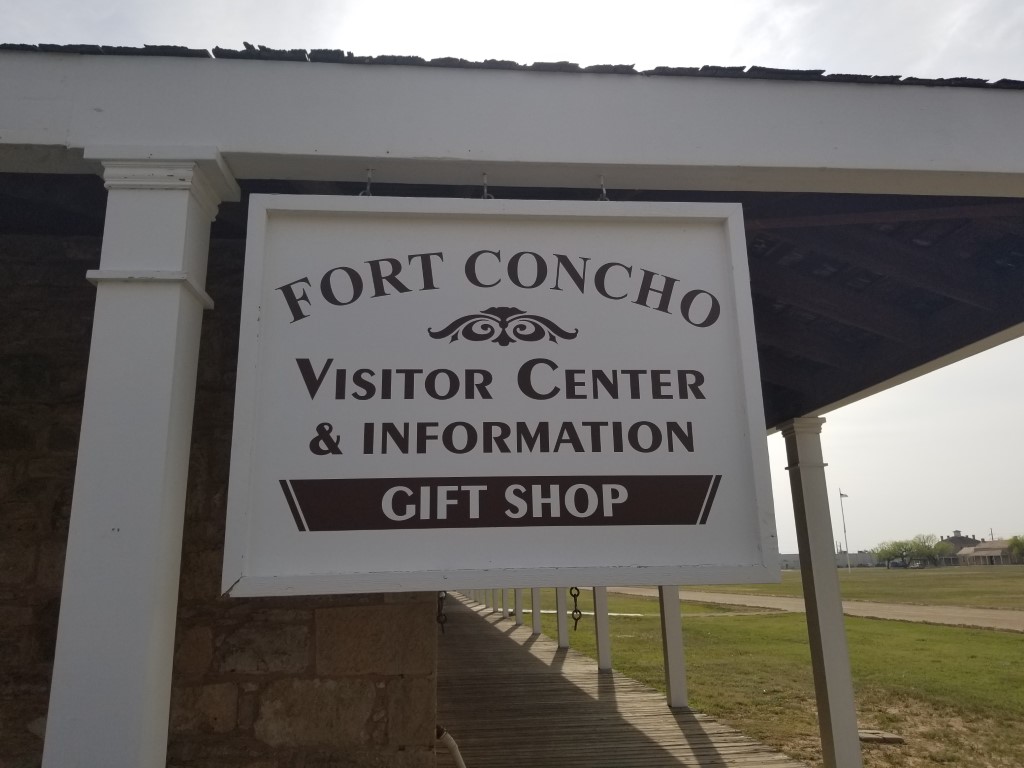 FORT CONCHO
VISITOR CENTER
& INFORMATION
GIFT SHOP